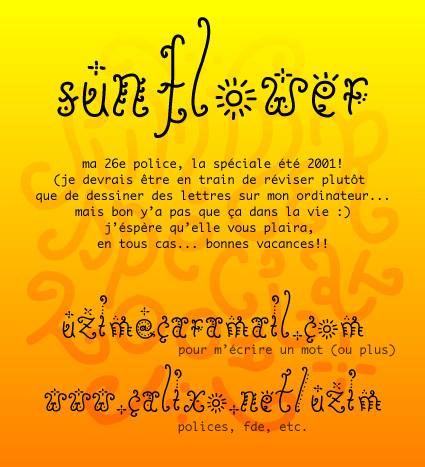 sunflower
ma 26e police, la spéciale été 2001!
(je devrais être en train de réviser plutôt
que de dessiner des lettres sur mon ordinateur...
mais bon y'a pas que ça dans la vie :)
j'éspère qu'elle vous plaira,
en tous cas... bonnes vacances!!
uzim@caramail.com
pour m'écrire un mot (ou plus)
www.calixo.net/uzim
polices, fde, etc.